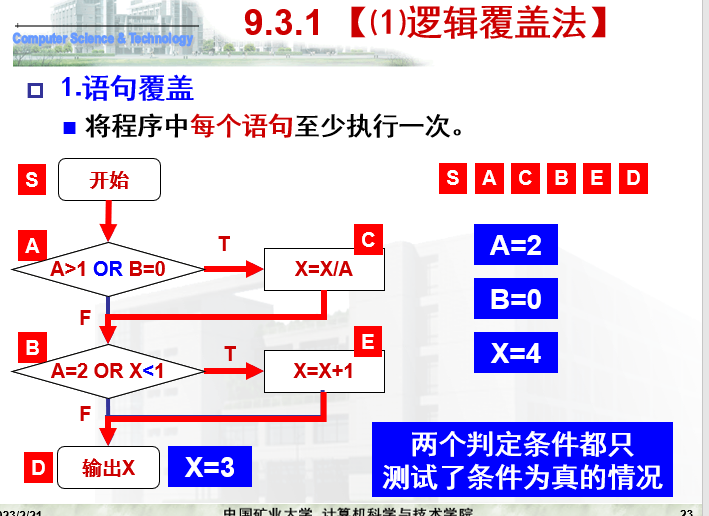 9.3.1 【⑴逻辑覆盖法】
Computer Science & Technology
1.语句覆盖
将程序中每个语句至少执行一次。
S
开始
S A C B E D
A
A>1 OR B=0
T
C
X=X/A
A=2
B=0
X=4
F
B
A=2 OR X<1
T
E
X=X+1
F
D
输出X
X=3
两个判定条件都只
测试了条件为真的情况
中国矿业大学 计算机科学与技术学院
23